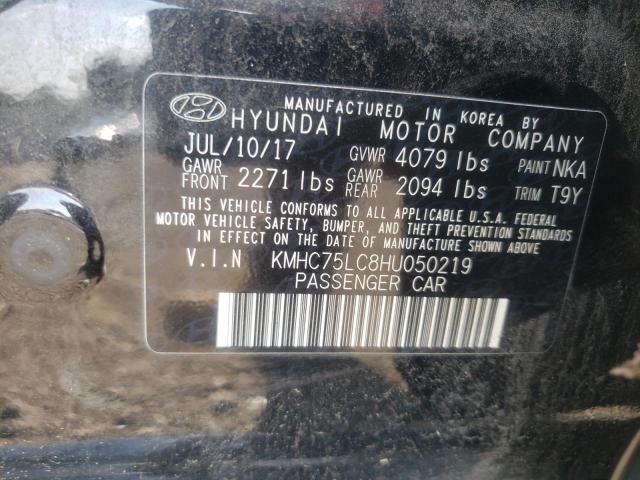 MANUFACTURED IN KOREA BY
HYUNDAI MOTOR COMPANY
JUL/10/17 GVWR 4079 lbs PAINT NKA
GAWR FRONT 2271 lbs GAWR REAR 2094 lbs TRIM T9Y
THIS VEHICLE CONFORMS TO ALL APPLICABLE U.S.A. FEDERAL
MOTOR VEHICLE SAFETY, BUMPER, AND THEFT PREVENTION STANDARDS
IN EFFECT ON THE DATE OF MANUFACTURE SHOWN ABOVE.
V.I.N KMHC75LC8HU050219
PASSENGER CAR